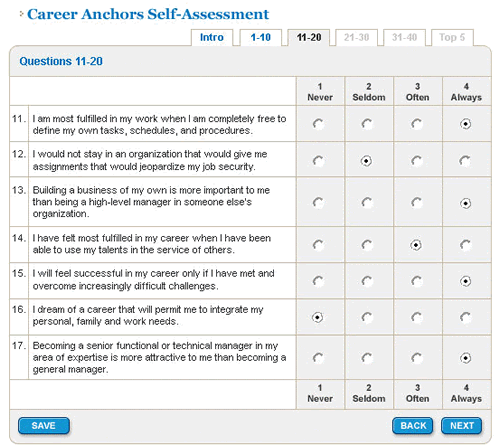 Career Anchors Self-Assessment
Intro 1-10 11-20 21-30 31-40 Top 5
Questions 11-20
1 2 3 4
Never Seldom Often Always
11. I am most fulfilled in my work when I am completely free to
define my own tasks, schedules, and procedures.
12. I would not stay in an organization that would give me
assignments that would jeopardize my job security.
13. Building a business of my own is more important to me
than being a high-level manager in someone else's
organization.
14. I have felt most fulfilled in my career when I have been
able to use my talents in the service of others.
15. I will feel successful in my career only if I have met and
overcome increasingly difficult challenges.
16. I dream of a career that will permit me to integrate my
personal, family and work needs.
17. Becoming a senior functional or technical manager in my
area of expertise is more attractive to me than becoming a
general manager.
1 2 3 4
Never Seldom Often Always
SAVE BACK NEXT